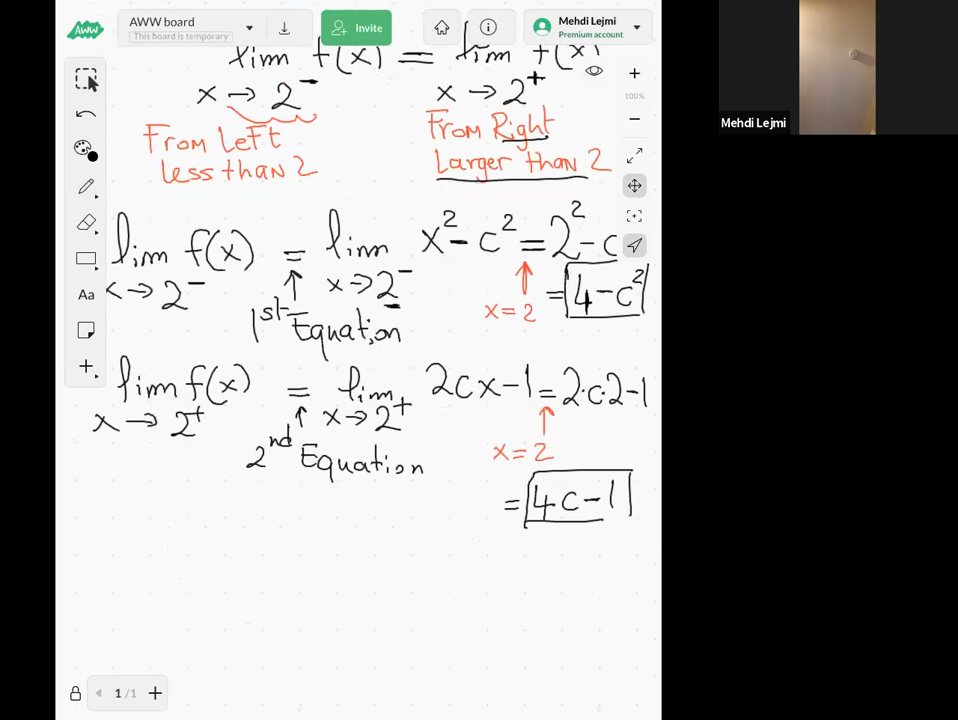 AWW board
This board is temporary
Invite
Mehdi Lejmi
Premium account
AWW
lim f(x) = lim f(x)
x → 2⁻ x → 2⁺
100%
From Left From Right
less than 2 Larger than 2
lim f(x) = lim x² - c² = 2² - c
x → 2⁻ x → 2⁻
= 4 - c²
x = 2
1st Equation
Aa
lim f(x) = lim 2cx - 1 = 2·c·2 - 1
x → 2⁺ x → 2⁺
2nd Equation x = 2
= 4c - 1
1 / 1
Mehdi Lejmi